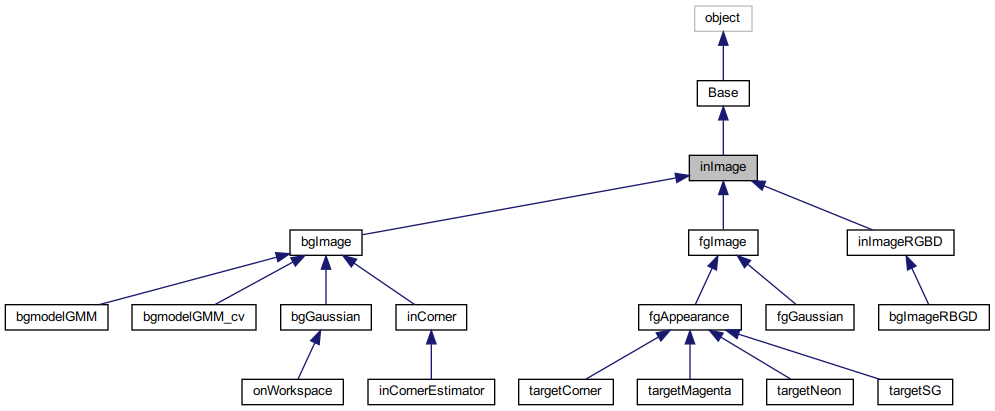 object
Base
inImage
bgImage
fgImage
inImageRGBD
bgmodelGMM
bgmodelGMM_cv
bgGaussian
inCorner
fgAppearance
fgGaussian
bgImageRBGD
onWorkspace
inCornerEstimator
targetCorner
targetMagenta
targetNeon
targetSG